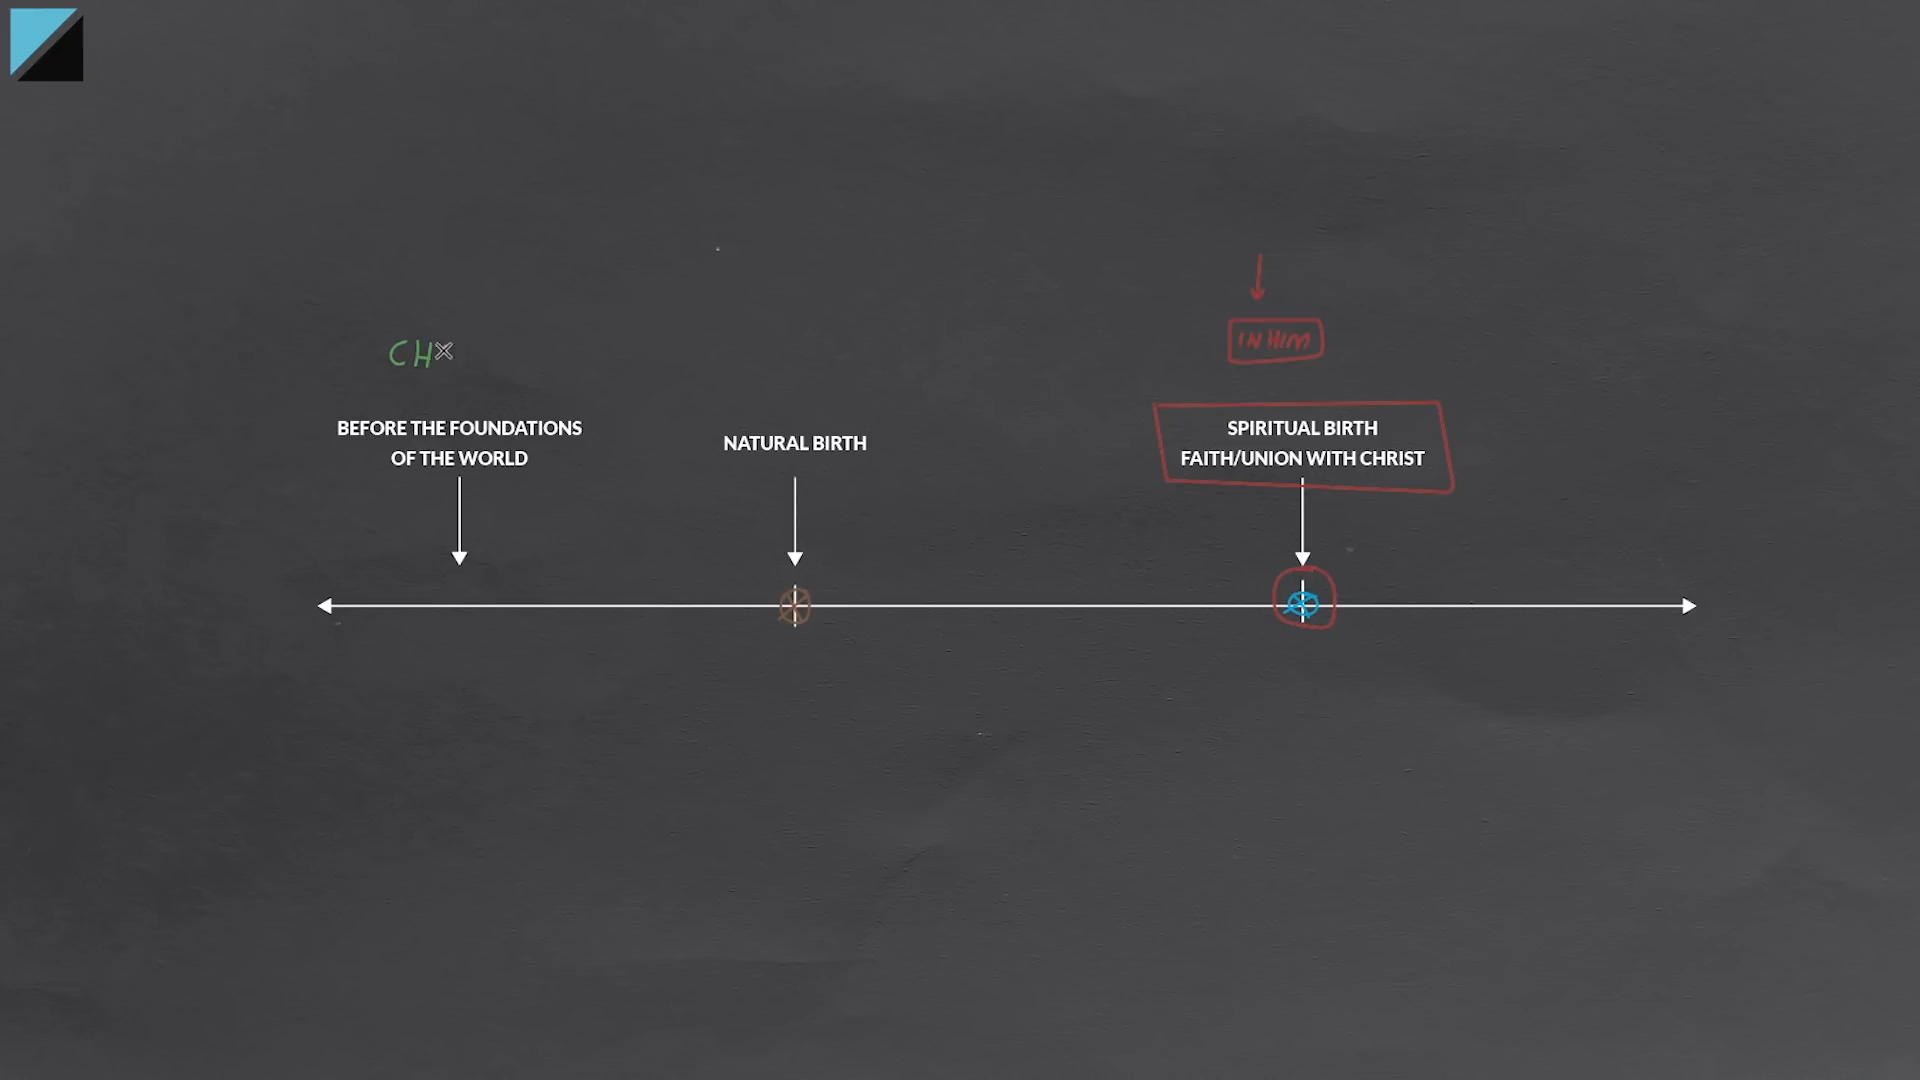 CH
IN HIM
BEFORE THE FOUNDATIONS
OF THE WORLD
NATURAL BIRTH
SPIRITUAL BIRTH
FAITH/UNION WITH CHRIST